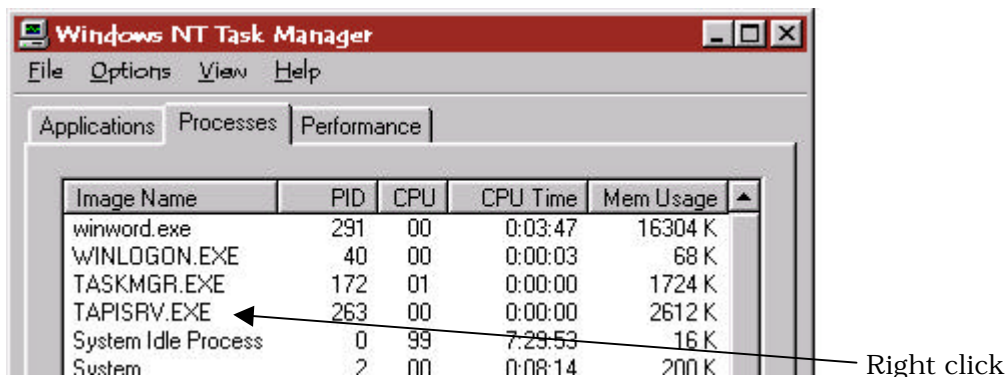 Windows NT Task Manager
File Options View Help
Applications Processes Performance
Image Name PID CPU CPU Time Mem Usage
winword.exe 291 00 0:03:47 16304 K
WINLOGON.EXE 40 00 0:00:03 68 K
TASKMGR.EXE 172 01 0:00:00 1724 K
TAPISRV.EXE 263 00 0:00:00 2612 K
System Idle Process 0 99 7:29:53 16 K
System 2 00 0:08:14 200 K
Right click